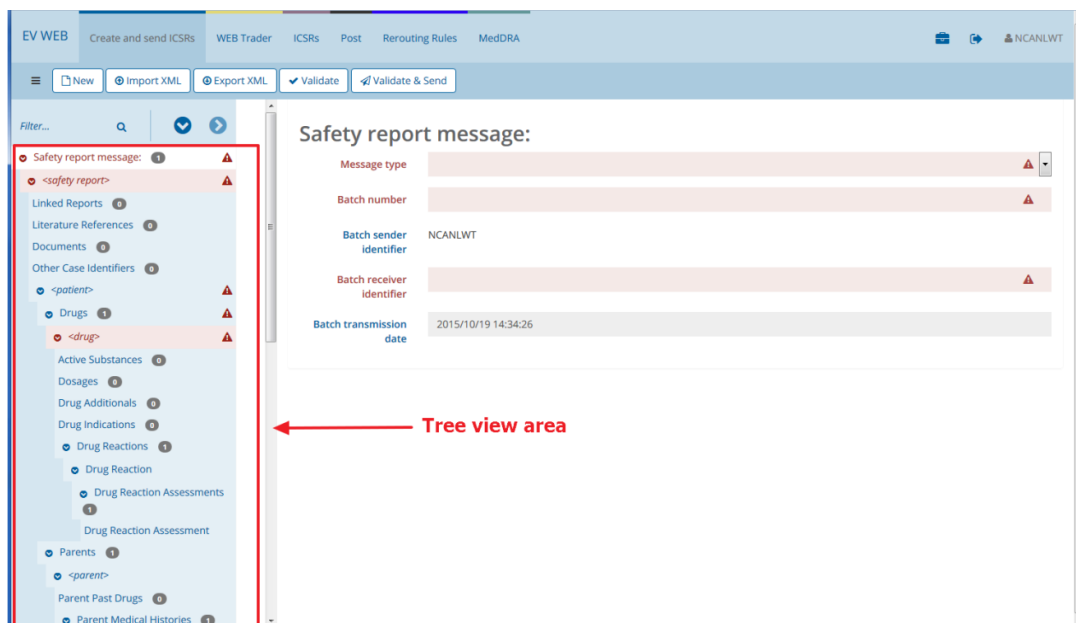 EV WEB Create and send ICSRs WEB Trader ICSRs Post Rerouting Rules MedDRA NCANLWT
New Import XML Export XML Validate Validate & Send
Filter...
Safety report message: 1
<safety report>
Linked Reports 0
Literature References 0
Documents 0
Other Case Identifiers 0
<patient>
Drugs 1
<drug>
Active Substances 0
Dosages 0
Drug Additionals 0
Drug Indications 0
Drug Reactions 1
Drug Reaction
Drug Reaction Assessments
1
Drug Reaction Assessment
Parents 1
<parent>
Parent Past Drugs 0
Parent Medical Histories 1
Safety report message:
Message type
Batch number
Batch sender NCANLWT
identifier
Batch receiver
identifier
Batch transmission 2015/10/19 14:34:26
date
Tree view area